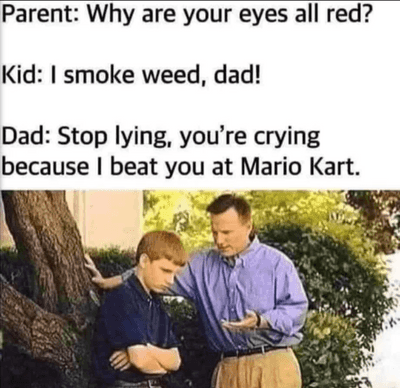 Parent: Why are your eyes all red?
Kid: I smoke weed, dad!
Dad: Stop lying, you're crying
because I beat you at Mario Kart.